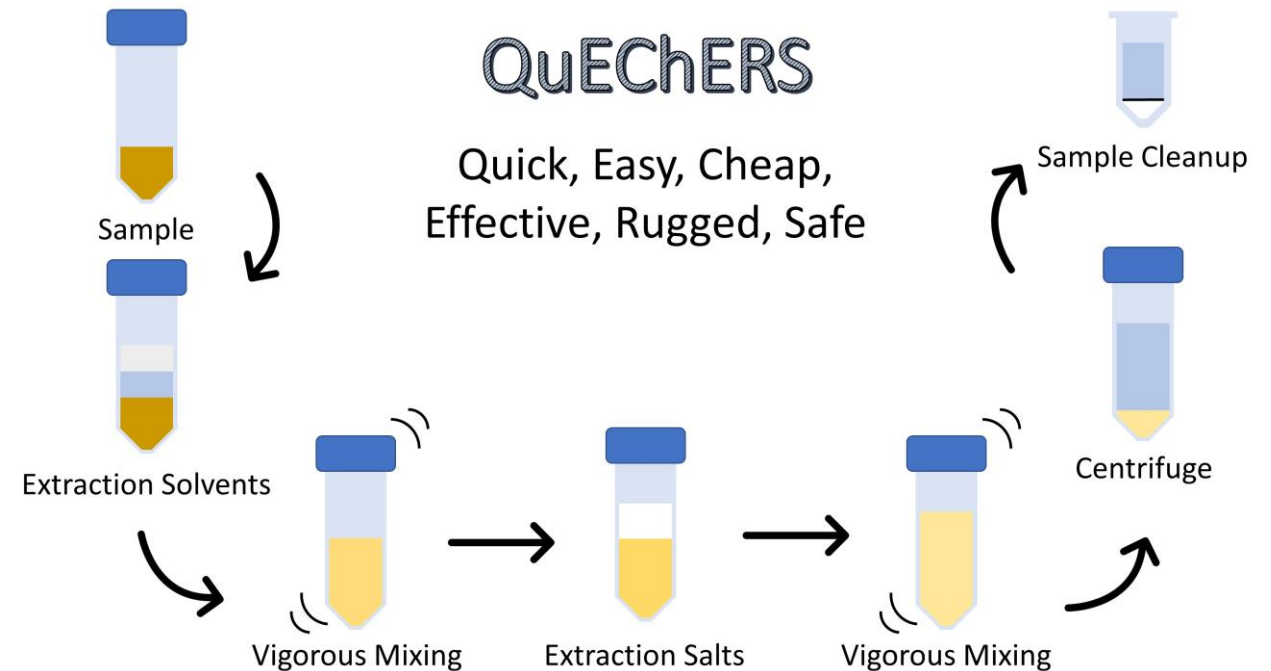 QuEChERS
Quick, Easy, Cheap,
Effective, Rugged, Safe
Sample
Extraction Solvents
Vigorous Mixing
Extraction Salts
Vigorous Mixing
Centrifuge
Sample Cleanup